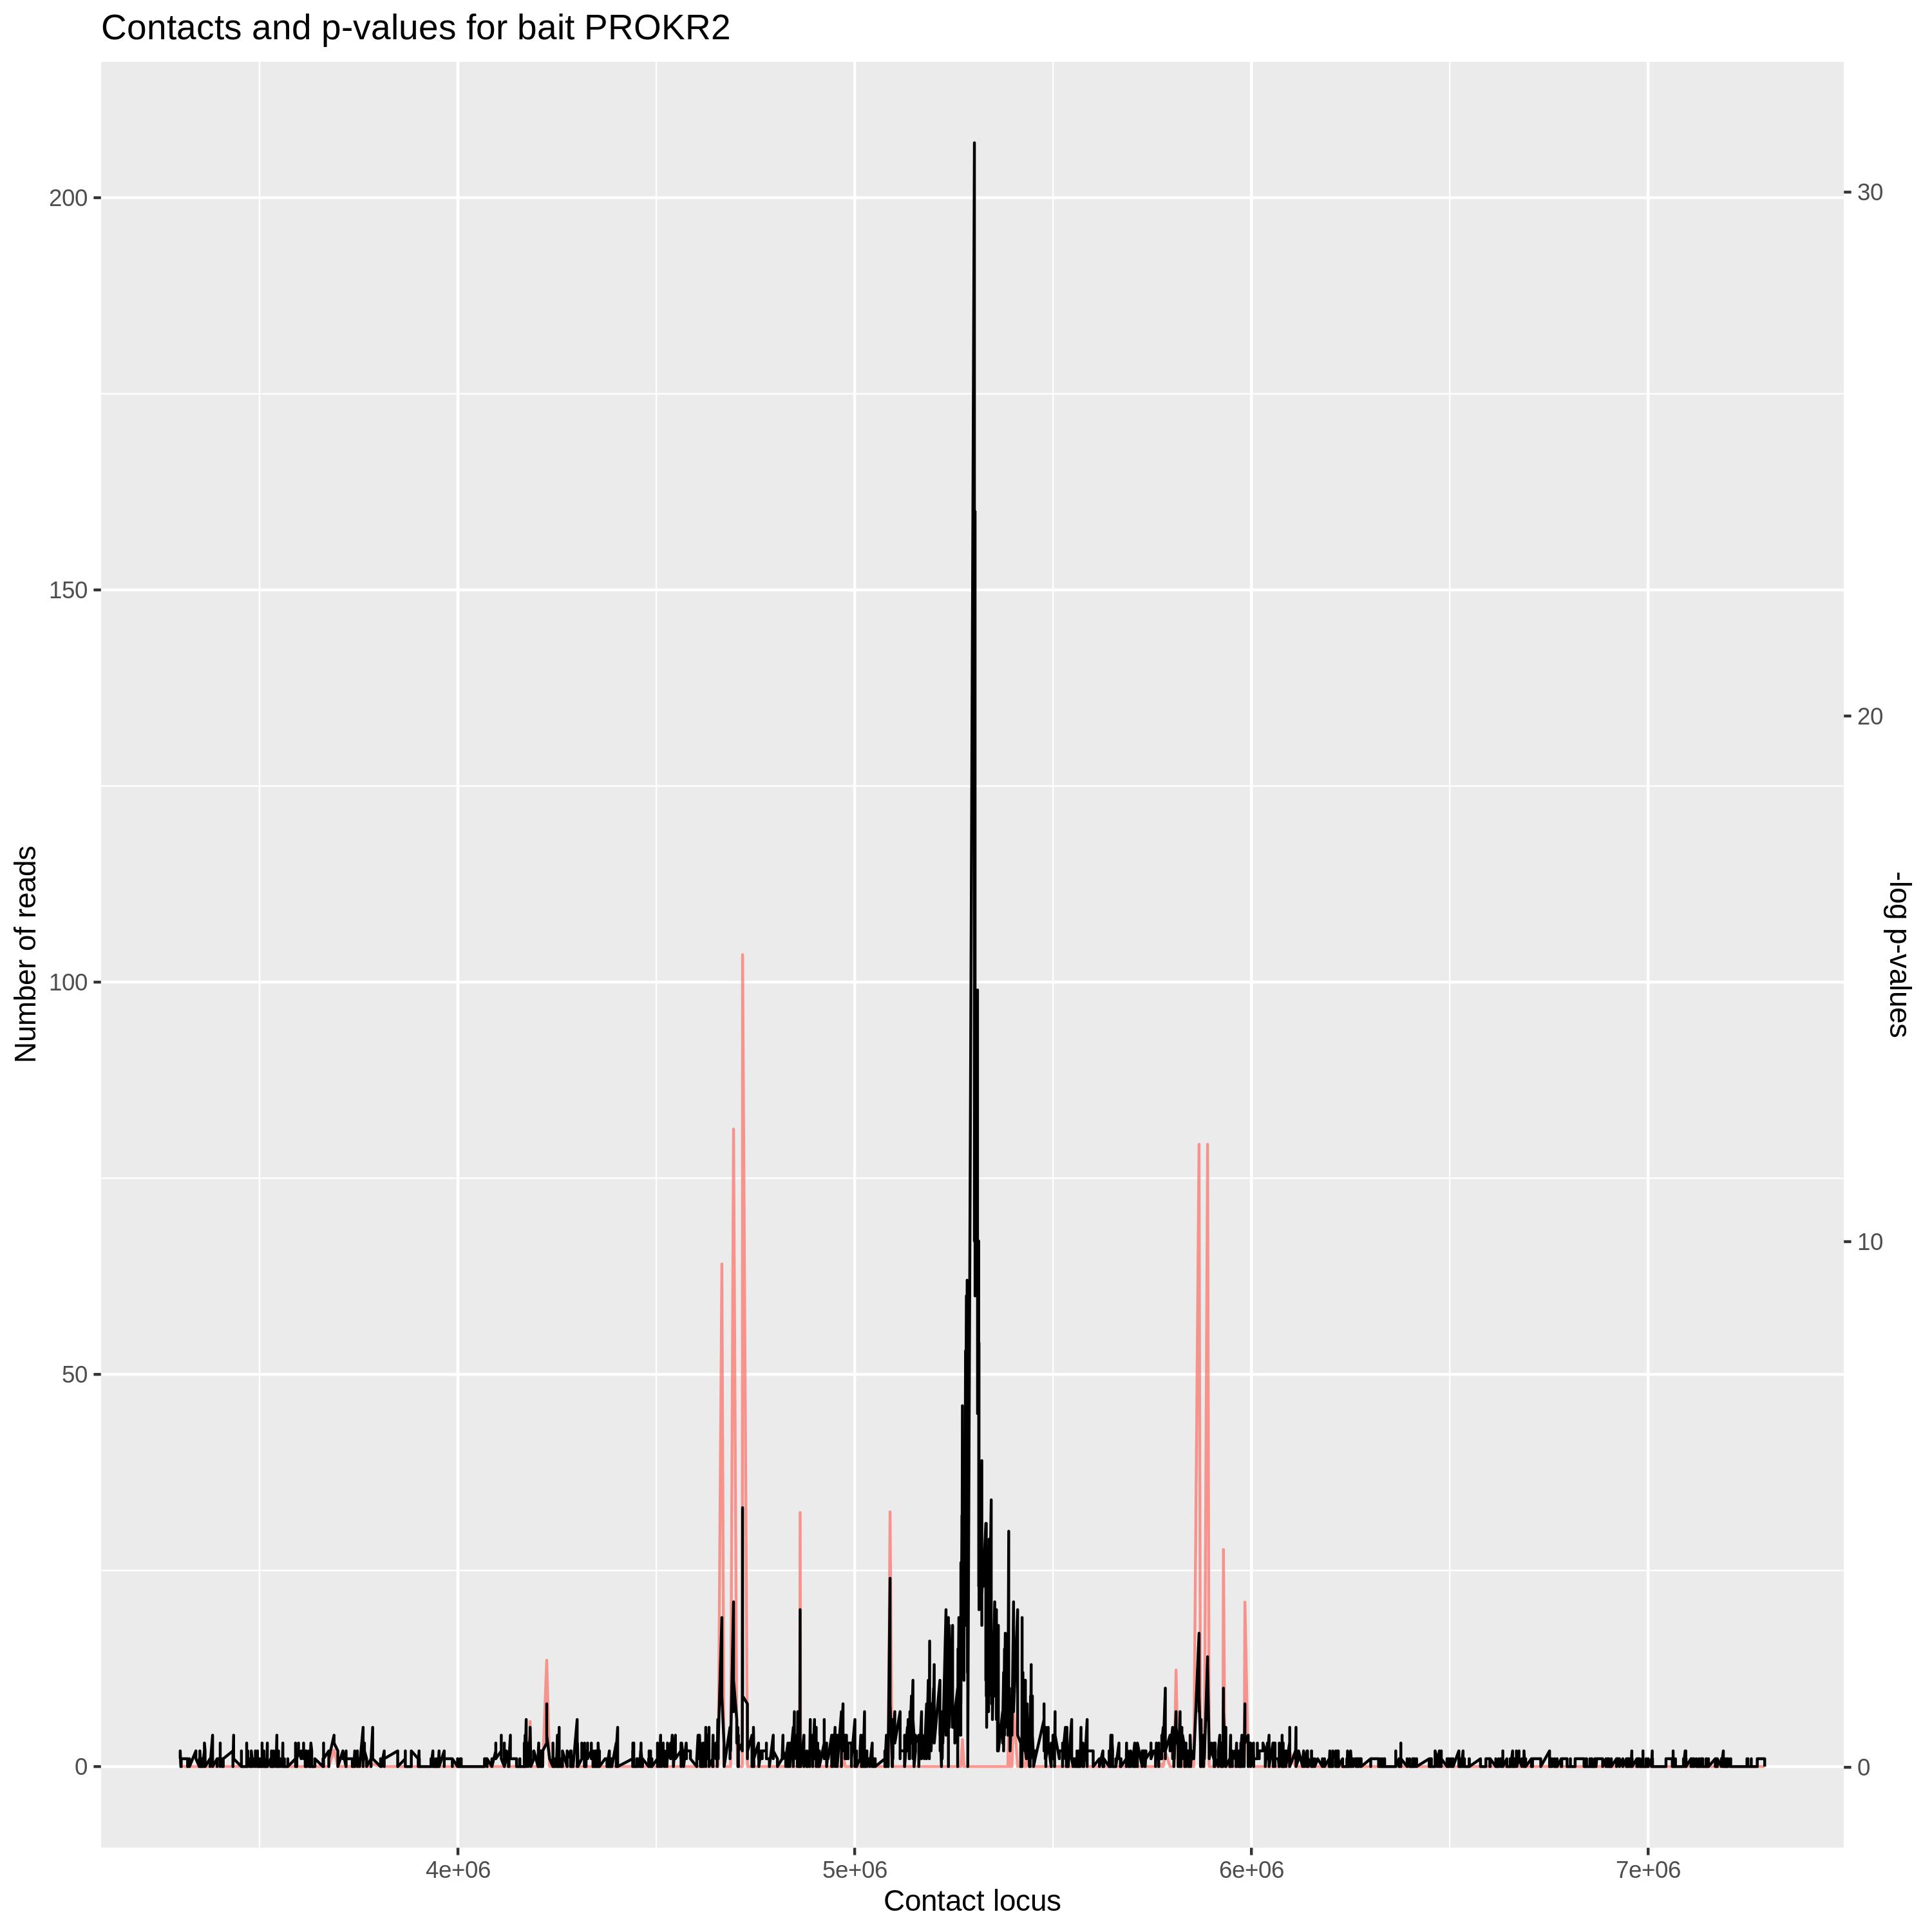 Contacts and p-values for bait PROKR2
200
150
100
50
0
Number of reads
30
20
10
0
-log p-values
4e+06
5e+06
6e+06
7e+06
Contact locus